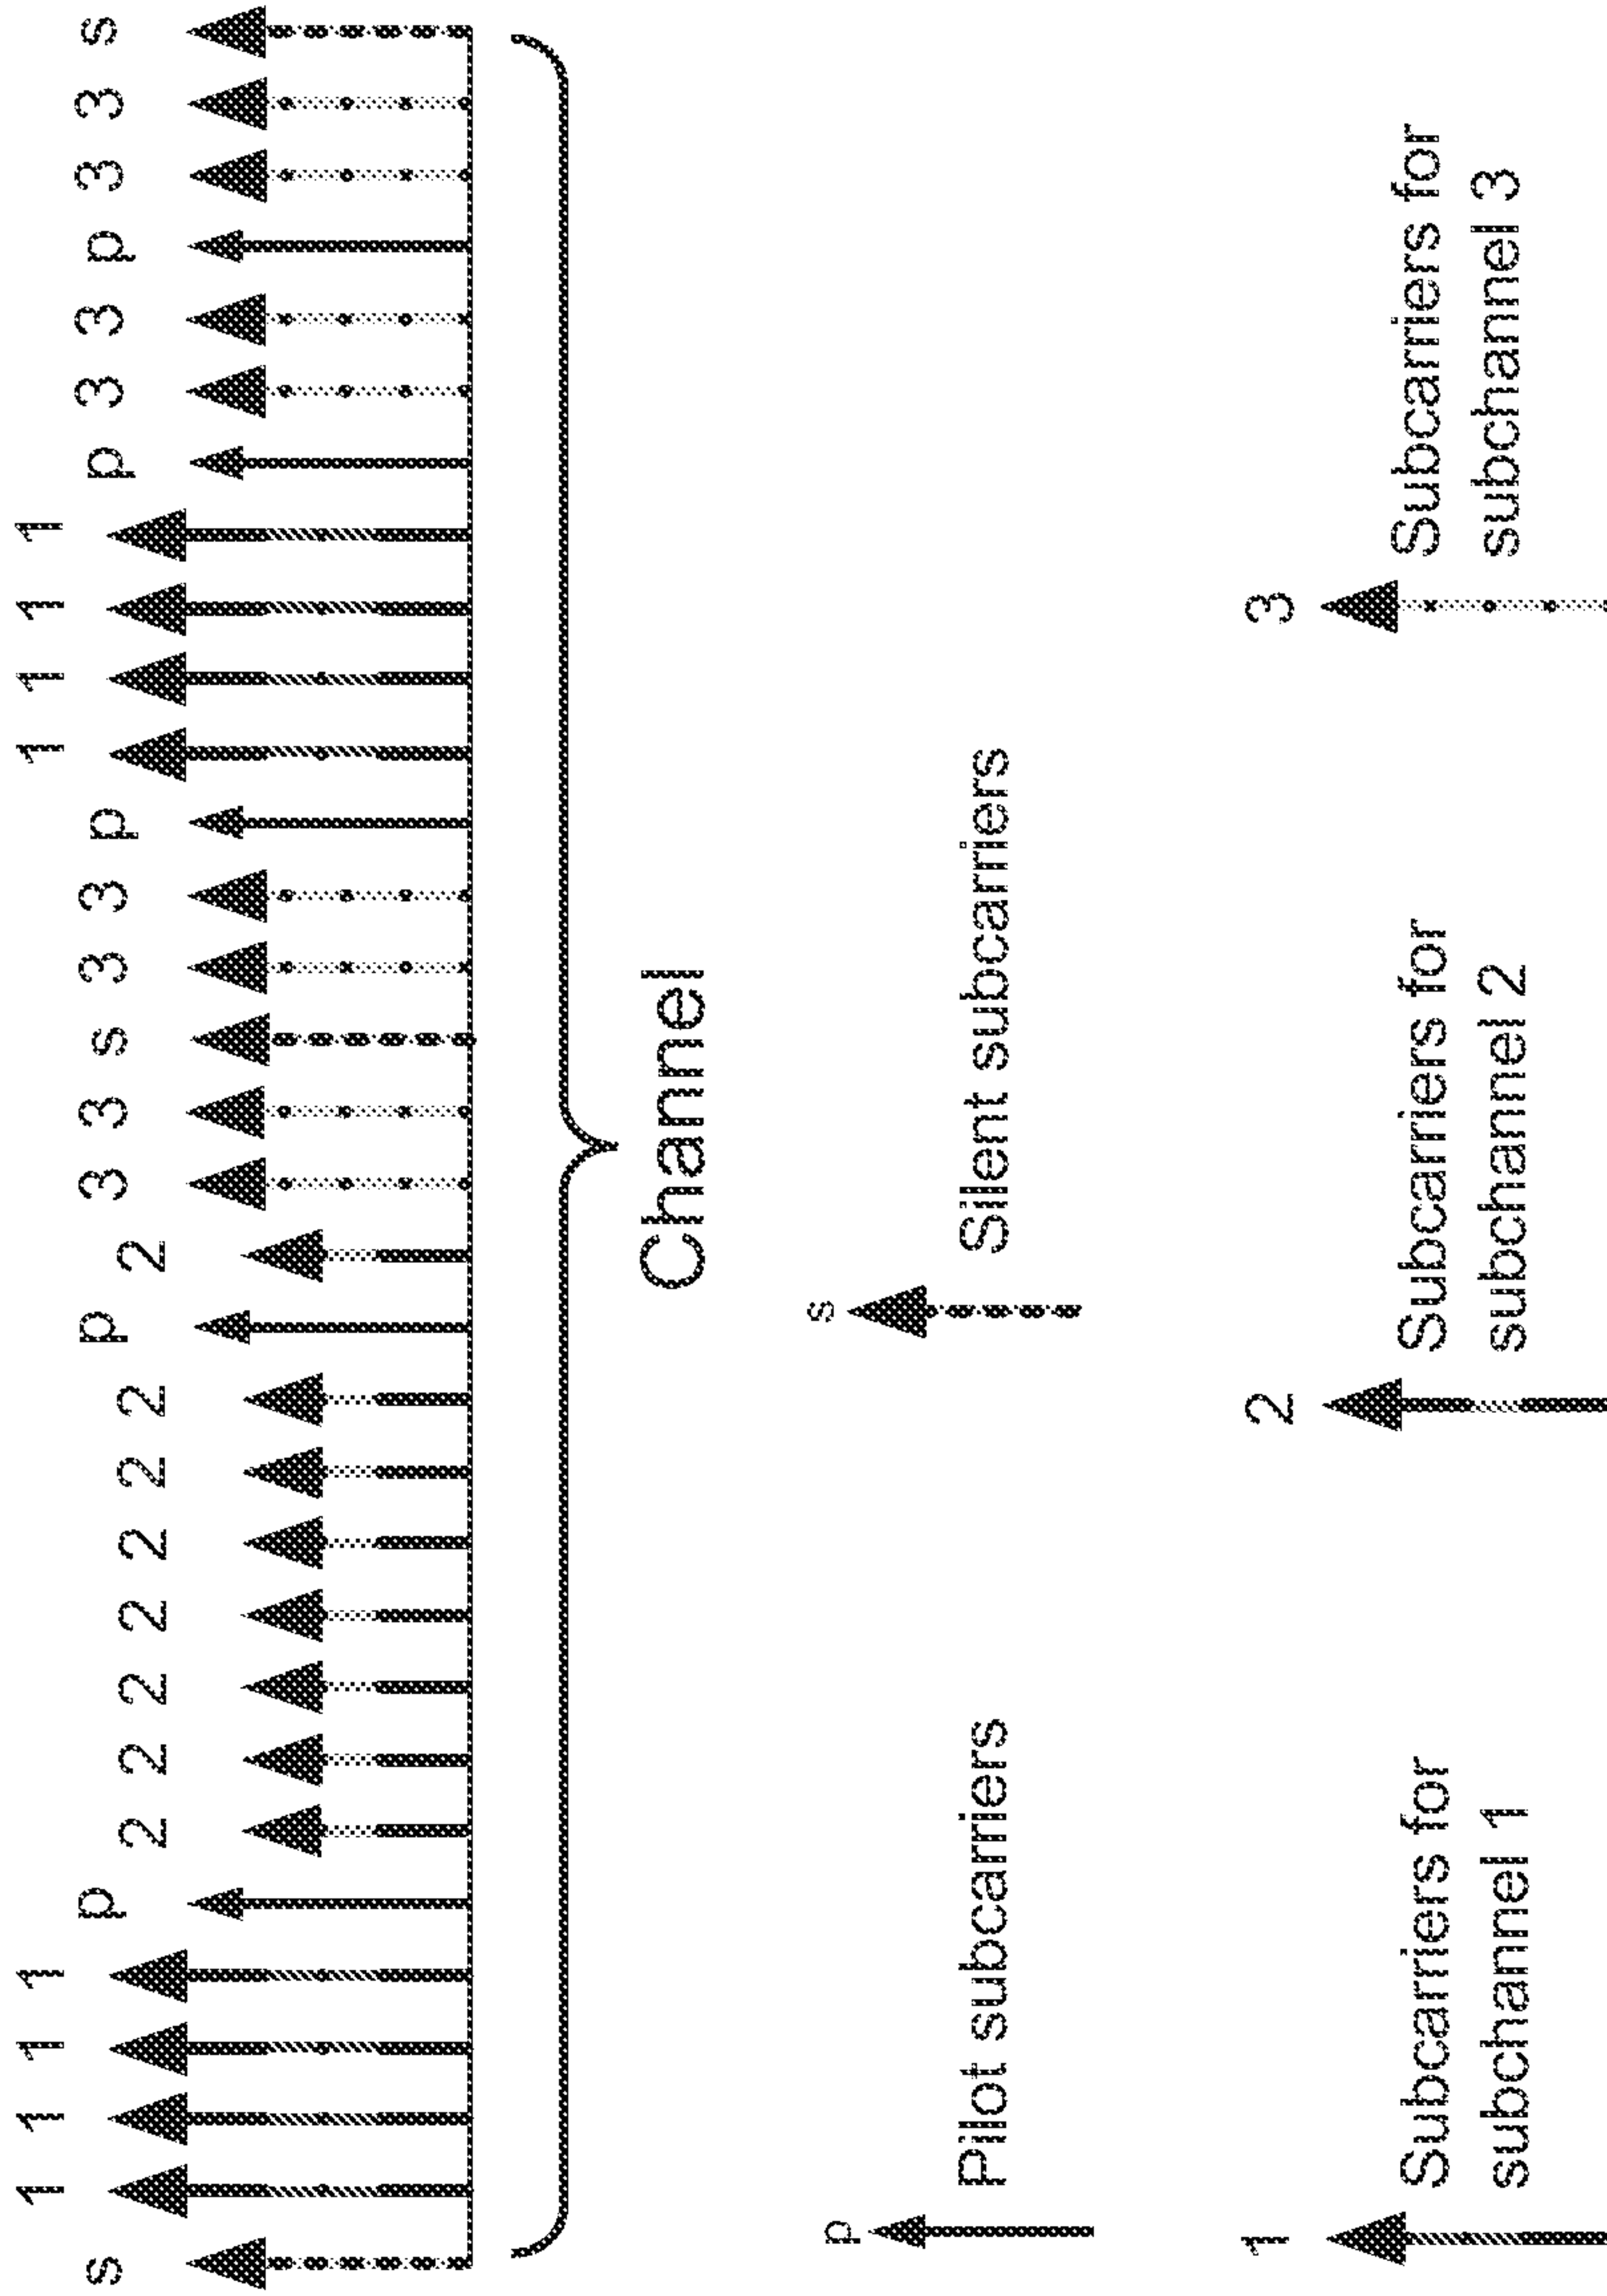 s 1 1 1 1 p 2 2 2 2 2 2 2 p 2 3 3 s 3 3 p 1 1 1 1 p 3 3 p 3 3 s
Channel
p Pilot subcarriers
s Silent subcarriers
1 Subcarriers for
subchannel 1
2 Subcarriers for
subchannel 2
3 Subcarriers for
subchannel 3